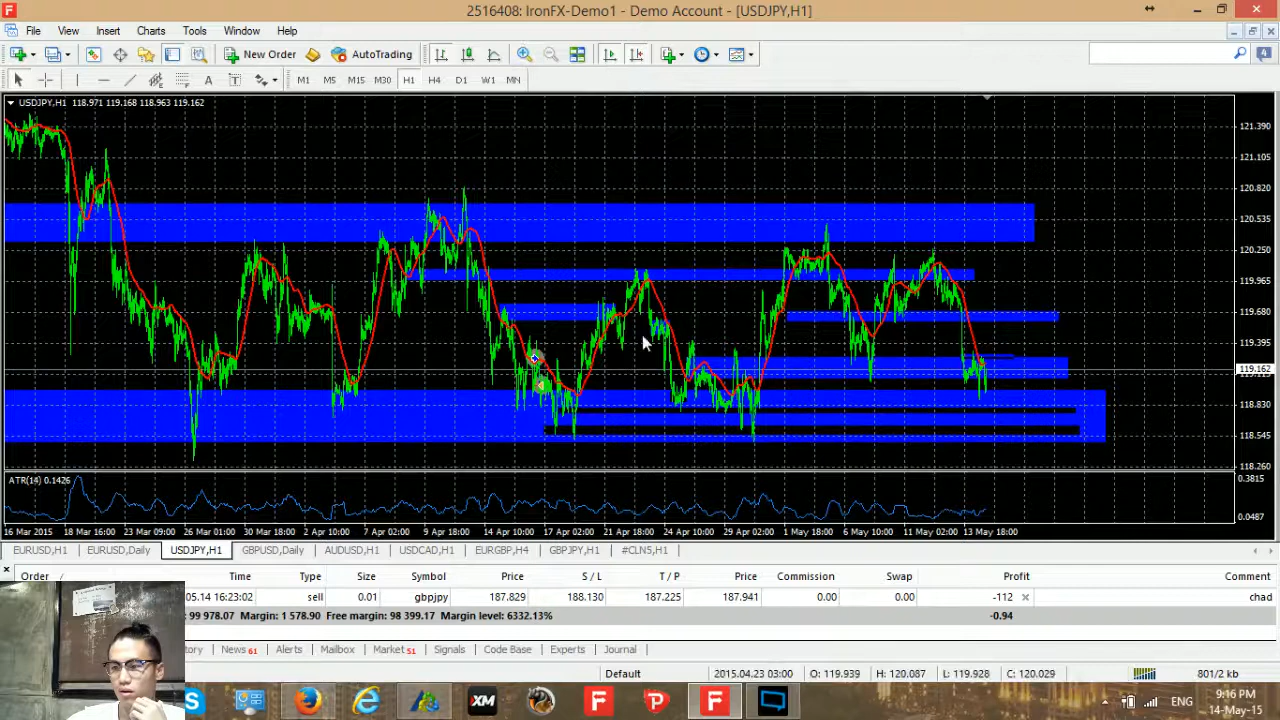 2516408: IronFX-Demo1 - Demo Account - [USDJPY,H1]
File View Insert Charts Tools Window Help
New Order AutoTrading
A T M1 M5 M15 M30 H1 H4 D1 W1 MN
USDJPY,H1 118.971 119.168 118.963 119.162
121.390
121.105
120.820
120.535
120.250
119.965
119.680
119.395
119.162
118.830
118.545
118.260
ATR(14) 0.1426
0.3815
0.0487
16 Mar 2015 18 Mar 16:00 23 Mar 09:00 26 Mar 01:00 30 Mar 18:00 2 Apr 10:00 7 Apr 02:00 9 Apr 18:00 14 Apr 10:00 17 Apr 02:00 21 Apr 18:00 24 Apr 10:00 29 Apr 02:00 1 May 18:00 6 May 10:00 11 May 02:00 13 May 18:00
EURUSD,H1 EURUSD,Daily USDJPY,H1 GBPUSD,Daily AUDUSD,H1 USDCAD,H1 EURGBP,H4 GBPJPY,H1 #CLN5,H1
Order / Time Type Size Symbol Price S / L T / P Price Commission Swap Profit Comment
05.14 16:23:02 sell 0.01 gbpjpy 187.829 188.130 187.225 187.941 0.00 0.00 -112 chad
99 978.07 Margin: 1 578.90 Free margin: 98 399.17 Margin level: 6332.13% -0.94
News 61 Alerts Mailbox Market 51 Signals Code Base Experts Journal
Default 2015.04.23 03:00 O: 119.939 H: 120.087 L: 119.928 C: 120.029 801/2 kb
XM
ENG
9:16 PM
14-May-15